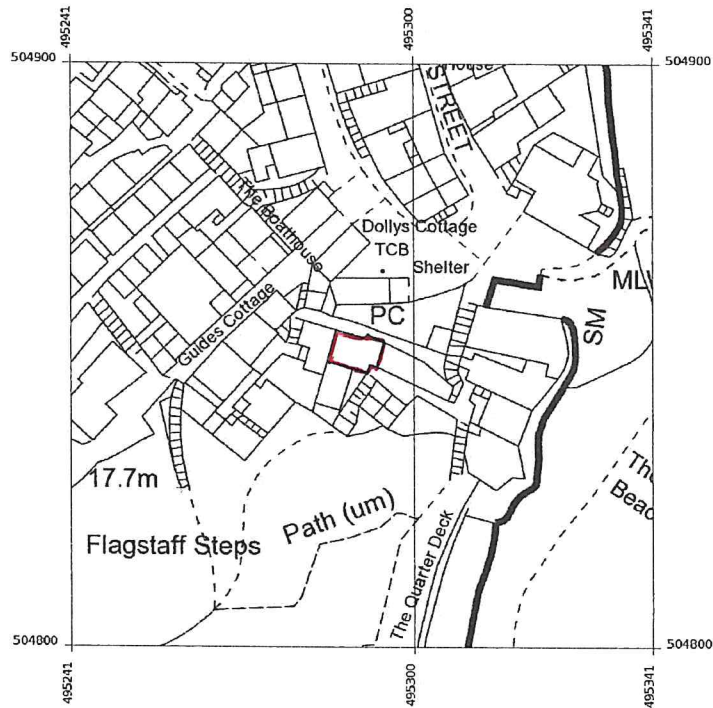 495241
495300
495341
504900
504900
House
STREET
The Boathouse
Dollys Cottage
TCB
Shelter
MLW
PC
SM
Guides Cottage
17.7m
Path (um)
The
Beac
Flagstaff Steps
The Quarter Deck
504800
504800
495241
495300
495341